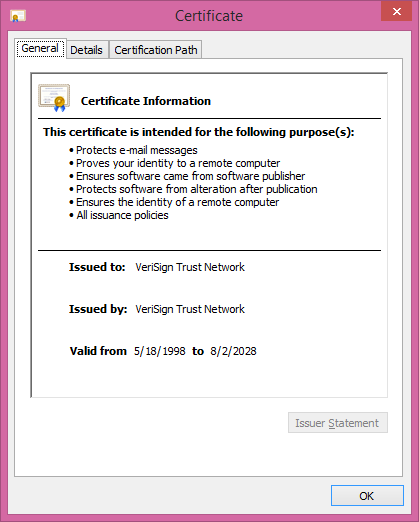 Certificate
General Details Certification Path
Certificate Information
This certificate is intended for the following purpose(s):
• Protects e-mail messages
• Proves your identity to a remote computer
• Ensures software came from software publisher
• Protects software from alteration after publication
• Ensures the identity of a remote computer
• All issuance policies
Issued to: VeriSign Trust Network
Issued by: VeriSign Trust Network
Valid from 5/18/1998 to 8/2/2028
Issuer Statement
OK